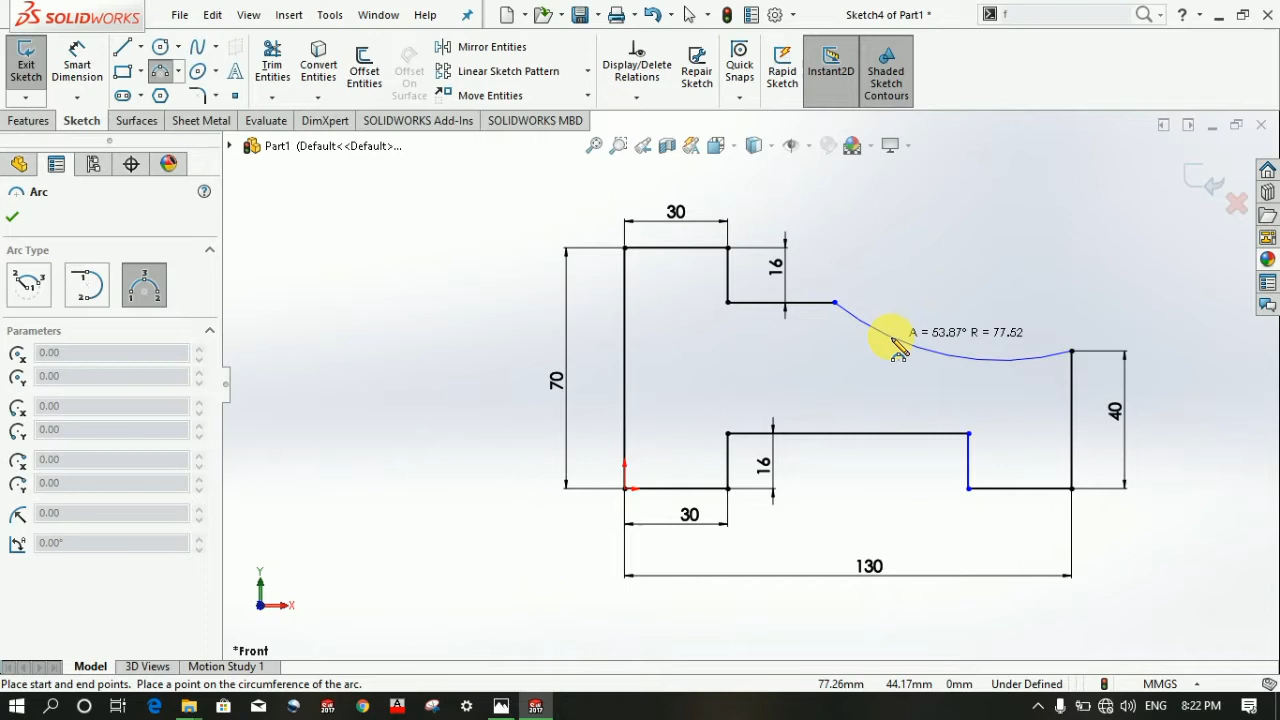 SOLIDWORKS
File Edit View Insert Tools Window Help
Sketch4 of Part1 *
f
Exit Sketch
Smart Dimension
Trim Entities
Convert Entities
Offset Entities
Offset On Surface
Mirror Entities
Linear Sketch Pattern
Move Entities
Display/Delete Relations
Repair Sketch
Quick Snaps
Rapid Sketch
Instant2D
Shaded Sketch Contours
Features Sketch Surfaces Sheet Metal Evaluate DimXpert SOLIDWORKS Add-Ins SOLIDWORKS MBD
Part1 (Default<<Default>...
Arc
Arc Type
Parameters
0.00
0.00
0.00
0.00
0.00
0.00
0.00
0.00°
30
16
A = 53.87° R = 77.52
70
40
16
30
130
Y
X
*Front
Model 3D Views Motion Study 1
Place start and end points. Place a point on the circumference of the arc.
77.26mm 44.17mm 0mm Under Defined MMGS
ENG 8:22 PM